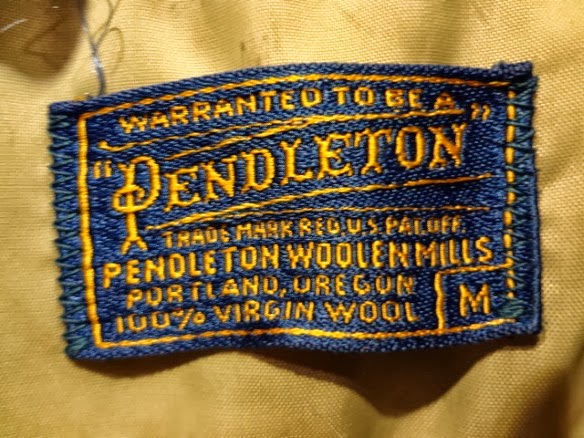 WARRANTED TO BE A
"PENDLETON"
TRADE MARK REG. U.S. PAT. OFF.
PENDLETON WOOLEN MILLS
PORTLAND, OREGON
100% VIRGIN WOOL
M